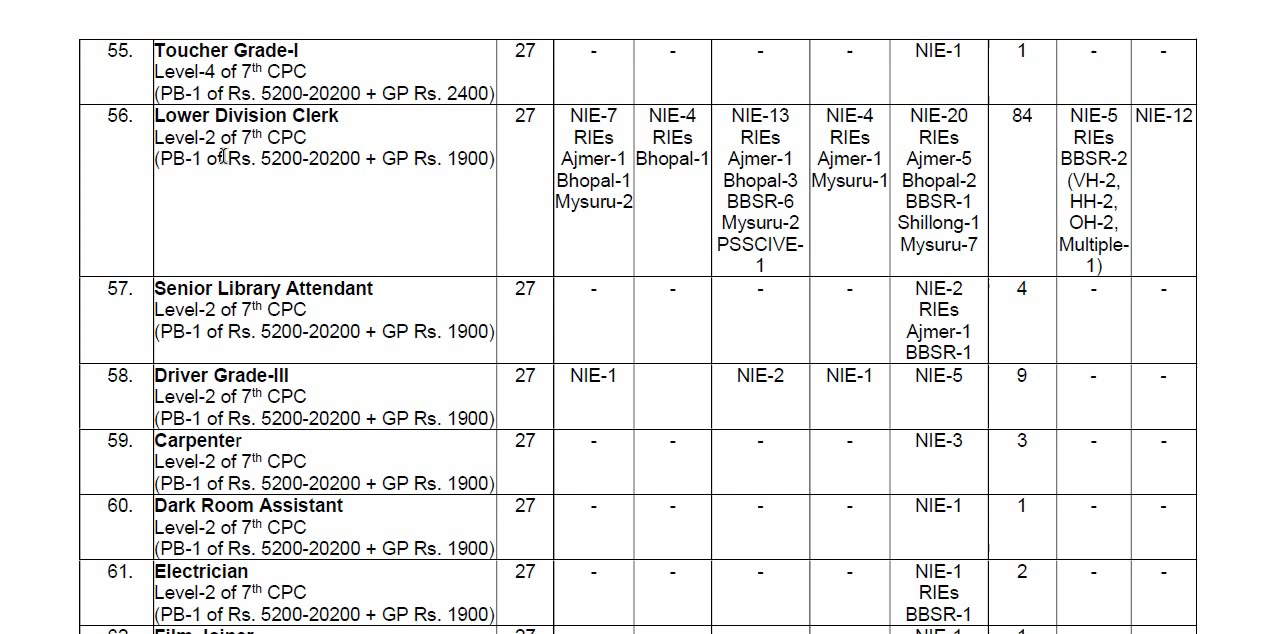 55. Toucher Grade-I 27 - - - - NIE-1 1 - -
Level-4 of 7th CPC
(PB-1 of Rs. 5200-20200 + GP Rs. 2400)
56. Lower Division Clerk 27 NIE-7 NIE-4 NIE-13 NIE-4 NIE-20 84 NIE-5 NIE-12
Level-2 of 7th CPC RIEs RIEs RIEs RIEs RIEs RIEs
(PB-1 of Rs. 5200-20200 + GP Rs. 1900) Ajmer-1 Bhopal-1 Ajmer-1 Ajmer-1 Ajmer-5 BBSR-2
Bhopal-1 Bhopal-3 Mysuru-1 Bhopal-2 (VH-2,
Mysuru-2 BBSR-6 BBSR-1 HH-2,
Mysuru-2 Shillong-1 OH-2,
PSSCIVE- Mysuru-7 Multiple-
1 1)
57. Senior Library Attendant 27 - - - - NIE-2 4 - -
Level-2 of 7th CPC RIEs
(PB-1 of Rs. 5200-20200 + GP Rs. 1900) Ajmer-1
BBSR-1
58. Driver Grade-III 27 NIE-1 NIE-2 NIE-1 NIE-5 9 - -
Level-2 of 7th CPC
(PB-1 of Rs. 5200-20200 + GP Rs. 1900)
59. Carpenter 27 - - - - NIE-3 3 - -
Level-2 of 7th CPC
(PB-1 of Rs. 5200-20200 + GP Rs. 1900)
60. Dark Room Assistant 27 - - - - NIE-1 1 - -
Level-2 of 7th CPC
(PB-1 of Rs. 5200-20200 + GP Rs. 1900)
61. Electrician 27 - - - - NIE-1 2 - -
Level-2 of 7th CPC RIEs
(PB-1 of Rs. 5200-20200 + GP Rs. 1900) BBSR-1